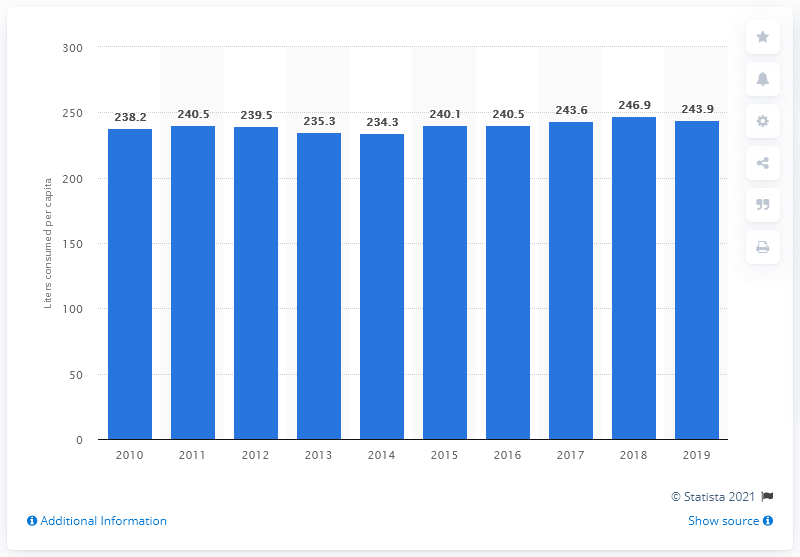 300
250
200
150
100
50
0
Liters consumed per capita
238.2 240.5 239.5 235.3 234.3 240.1 240.5 243.6 246.9 243.9
2010 2011 2012 2013 2014 2015 2016 2017 2018 2019
© Statista 2021
Additional Information
Show source